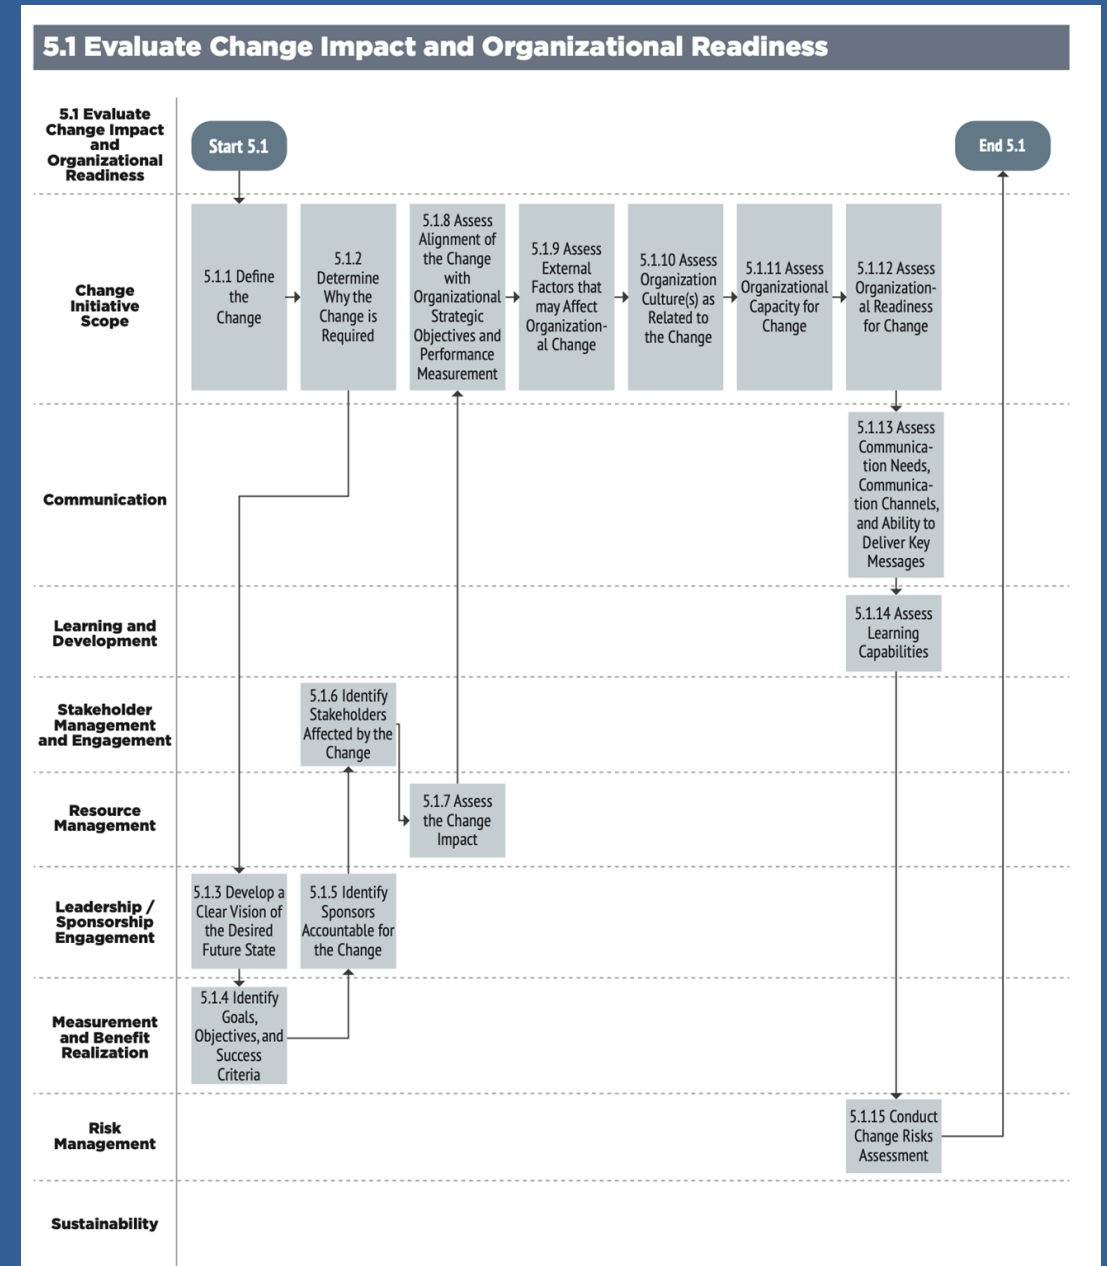 5.1 Evaluate Change Impact and Organizational Readiness
5.1 Evaluate
Change Impact
and
Organizational
Readiness
Start 5.1
End 5.1
Change
Initiative
Scope
5.1.1 Define
the
Change
5.1.2
Determine
Why the
Change is
Required
5.1.8 Assess
Alignment of
the Change
with
Organizational
Strategic
Objectives and
Performance
Measurement
5.1.9 Assess
External
Factors that
may Affect
Organization-
al Change
5.1.10 Assess
Organization
Culture(s) as
Related to
the Change
5.1.11 Assess
Organizational
Capacity for
Change
5.1.12 Assess
Organization-
al Readiness
for Change
Communication
5.1.13 Assess
Communica-
tion Needs,
Communica-
tion Channels,
and Ability to
Deliver Key
Messages
Learning and
Development
5.1.14 Assess
Learning
Capabilities
Stakeholder
Management
and Engagement
5.1.6 Identify
Stakeholders
Affected by the
Change
Resource
Management
5.1.7 Assess
the Change
Impact
Leadership /
Sponsorship
Engagement
5.1.3 Develop a
Clear Vision of
the Desired
Future State
5.1.5 Identify
Sponsors
Accountable for
the Change
Measurement
and Benefit
Realization
5.1.4 Identify
Goals,
Objectives, and
Success
Criteria
Risk
Management
5.1.15 Conduct
Change Risks
Assessment
Sustainability